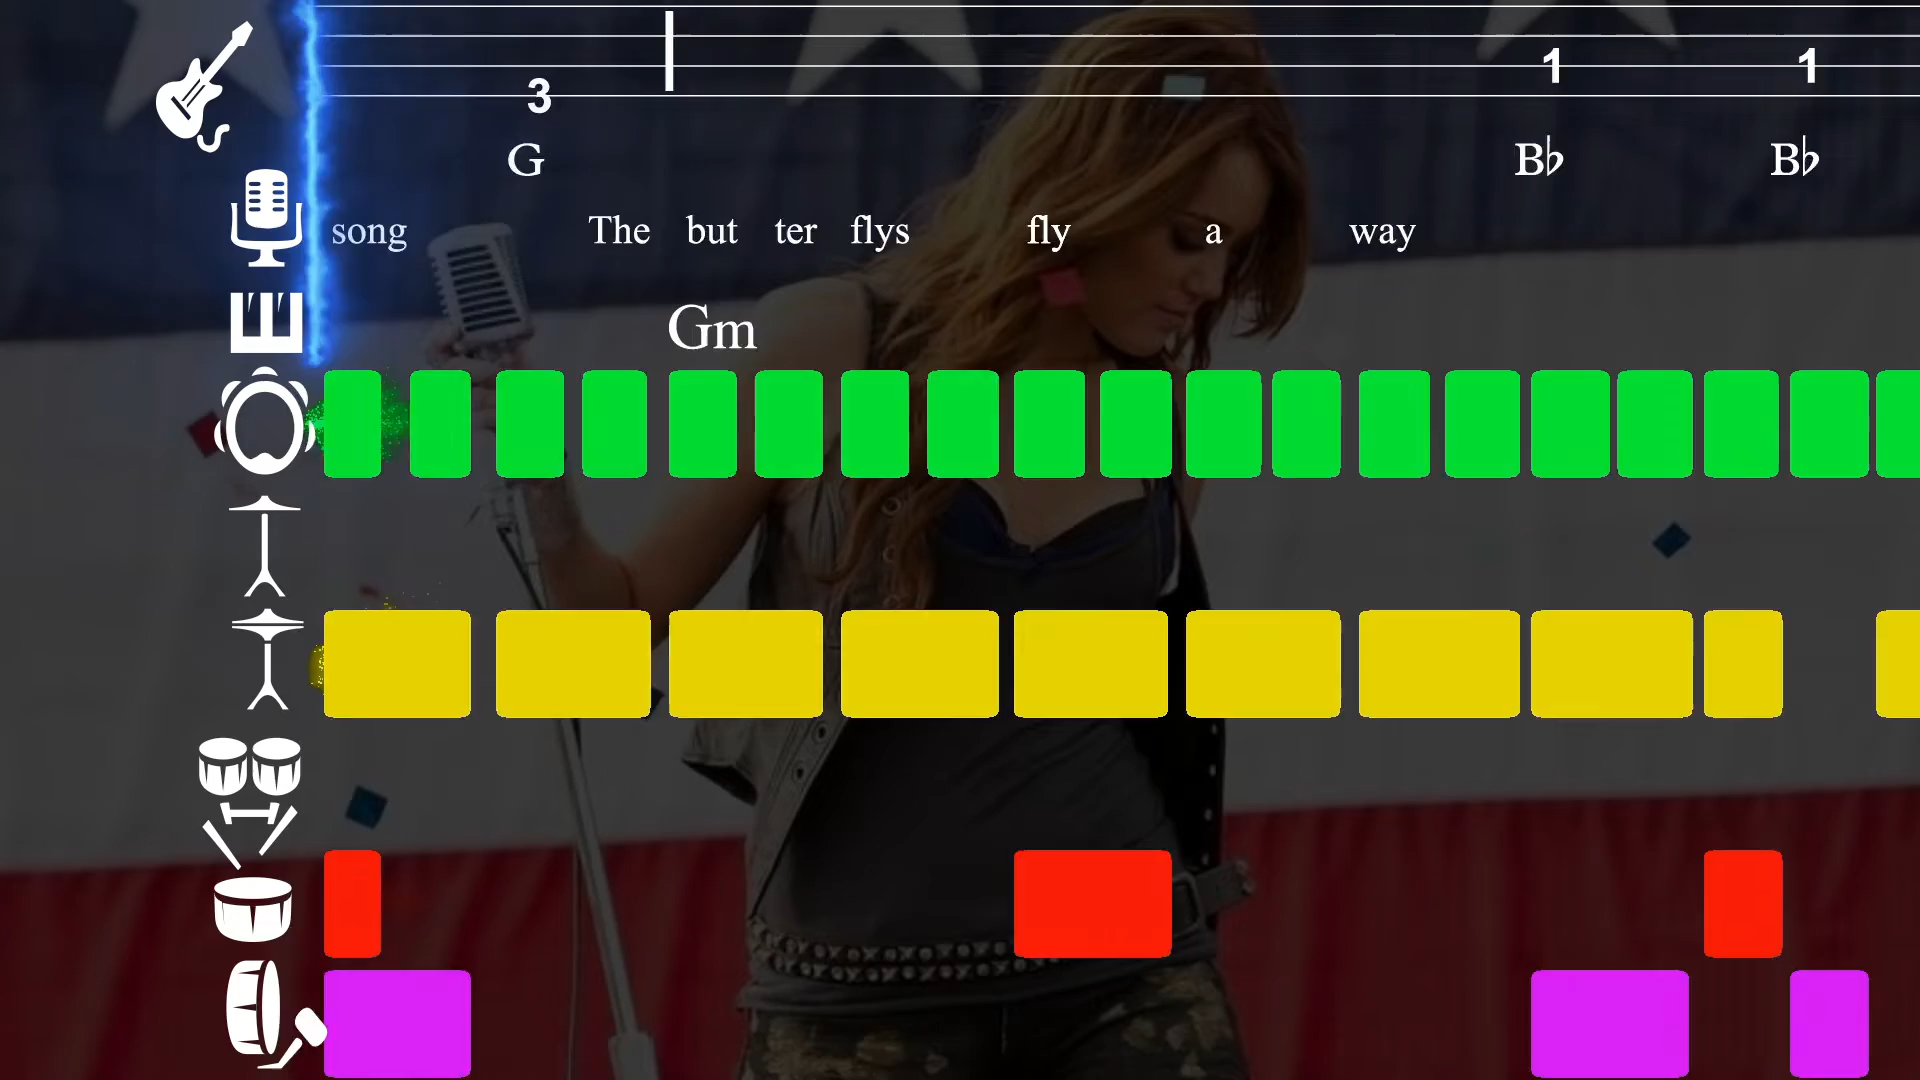 1 1
3
G B♭ B♭
song The but ter flys fly a way
Gm